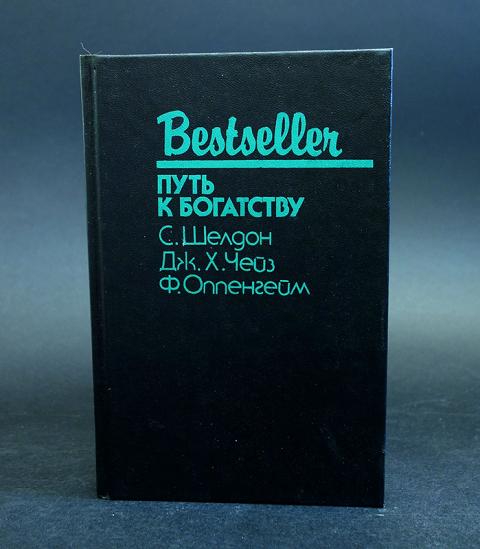 Bestseller
ПУТЬ
К БОГАТСТВУ
С. Шелдон
Дж. Х. Чейз
Ф. Оппенгейм